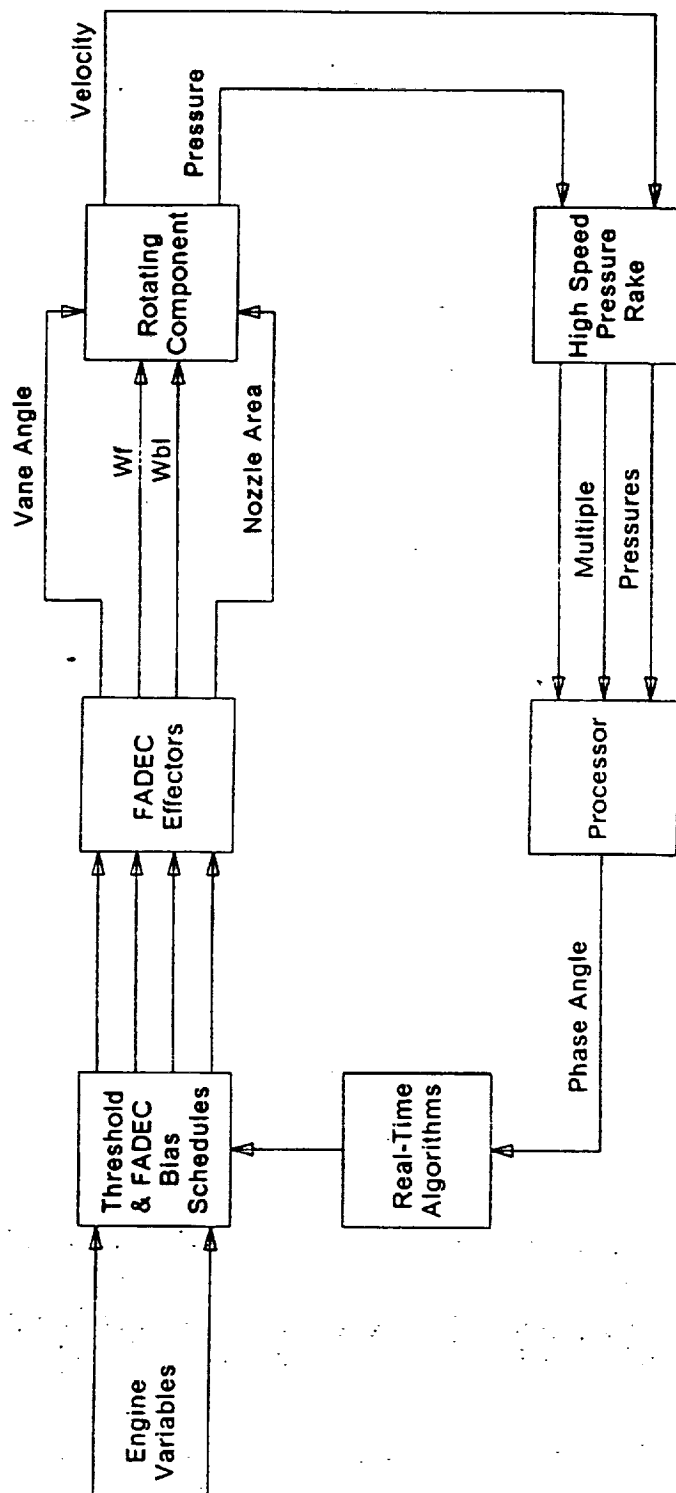 Engine
Variables
Threshold
& FADEC
Bias
Schedules
FADEC
Effectors
Vane Angle
Wf
Wbl
Nozzle Area
Rotating
Component
Velocity
Pressure
High Speed
Pressure
Rake
Multiple
Pressures
Processor
Phase Angle
Real-Time
Algorithms